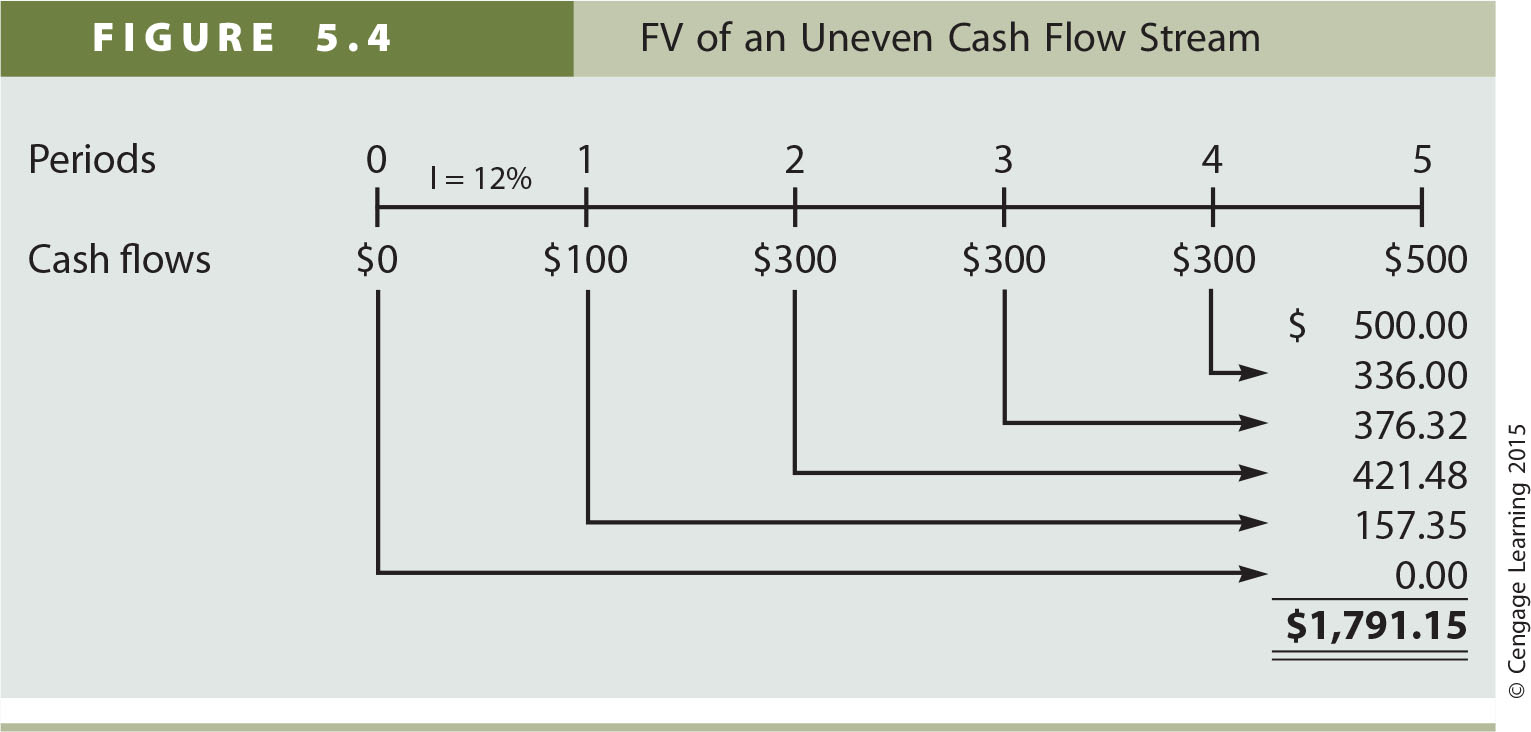 FIGURE 5.4 FV of an Uneven Cash Flow Stream
Periods 0 1 2 3 4 5
I = 12%
Cash flows $0 $100 $300 $300 $300 $500
$ 500.00
336.00
376.32
421.48
157.35
0.00
$1,791.15
© Cengage Learning 2015